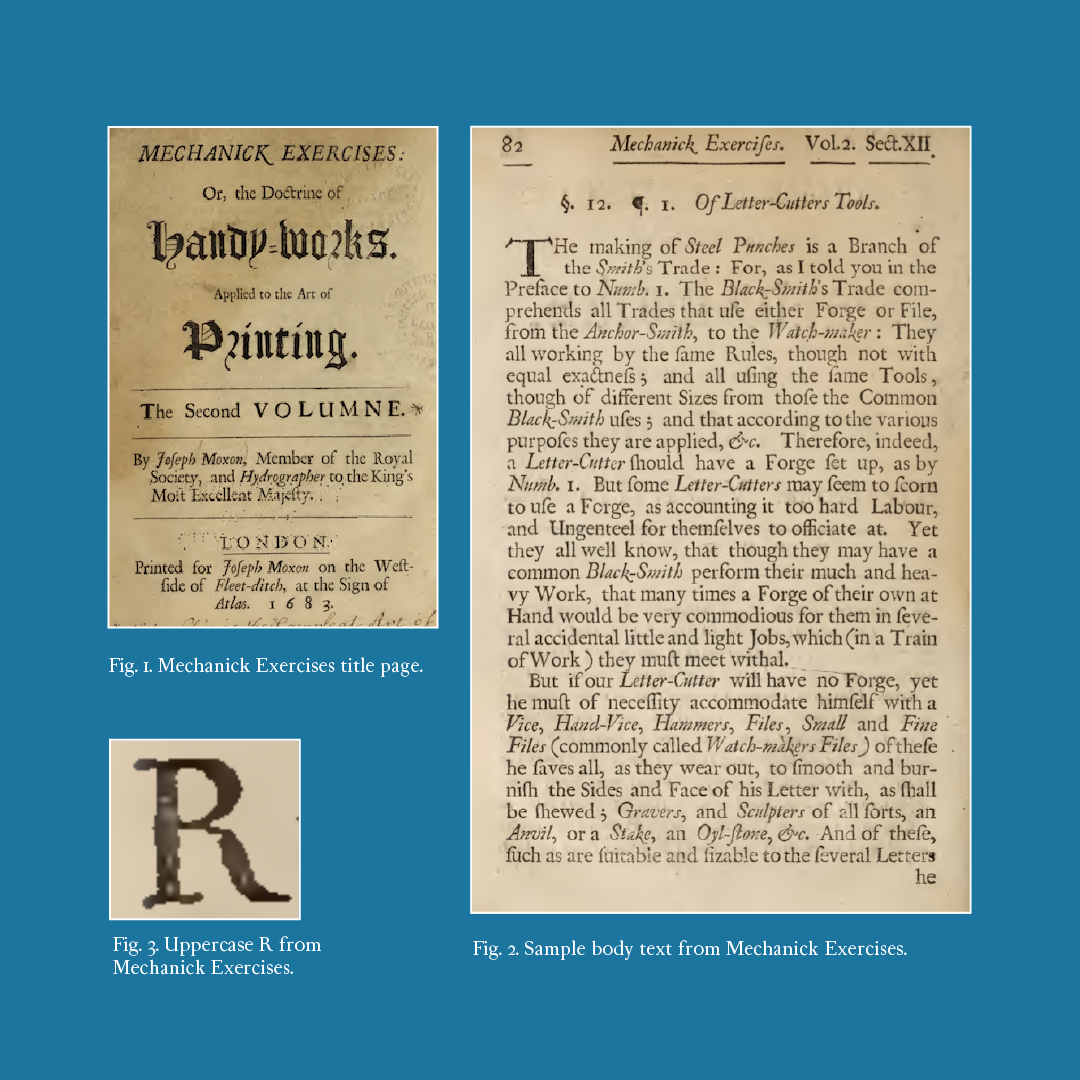 MECHANICK EXERCISES:
Or, the Doctrine of
Handy-works.
Applied to the Art of
Printing.
The Second VOLUMNE.
By Joſeph Moxon, Member of the Royal
Society, and Hydrographer to the King's
Moſt Excellent Majeſty.
LONDON.
Printed for Joſeph Moxon on the Weſt-
ſide of Fleet-ditch, at the Sign of
Atlas. 1 6 8 3.
Fig. 1. Mechanick Exercises title page.
R
Fig. 3. Uppercase R from
Mechanick Exercises.
82 Mechanick Exerciſes. Vol.2. Sect.XII.
§. 12. ¶. 1. Of Letter-Cutters Tools.
THe making of Steel Punches is a Branch of
the Smith's Trade : For, as I told you in the
Preface to Numb. 1. The Black-Smith's Trade com-
prehends all Trades that uſe either Forge or File,
from the Anchor-Smith, to the Watch-maker : They
all working by the ſame Rules, though not with
equal exactneſs ; and all uſing the ſame Tools,
though of different Sizes from thoſe the Common
Black-Smith uſes ; and that according to the various
purpoſes they are applied, &c. Therefore, indeed,
a Letter-Cutter ſhould have a Forge ſet up, as by
Numb. 1. But ſome Letter-Cutters may ſeem to ſcorn
to uſe a Forge, as accounting it too hard Labour,
and Ungenteel for themſelves to officiate at. Yet
they all well know, that though they may have a
common Black-Smith perform their much and hea-
vy Work, that many times a Forge of their own at
Hand would be very commodious for them in ſeve-
ral accidental little and light Jobs, which (in a Train
of Work ) they muſt meet withal.
But if our Letter-Cutter will have no Forge, yet
he muſt of neceſſity accommodate himſelf with a
Vice, Hand-Vice, Hammers, Files, Small and Fine
Files (commonly called Watch-makers Files ) of theſe
he ſaves all, as they wear out, to ſmooth and bur-
niſh the Sides and Face of his Letter with, as ſhall
be ſhewed ; Gravers, and Sculpters of all ſorts, an
Anvil, or a Stake, an Oyl-ſtone, &c. And of theſe,
ſuch as are ſuitable and ſizable to the ſeveral Letters
he
Fig. 2. Sample body text from Mechanick Exercises.